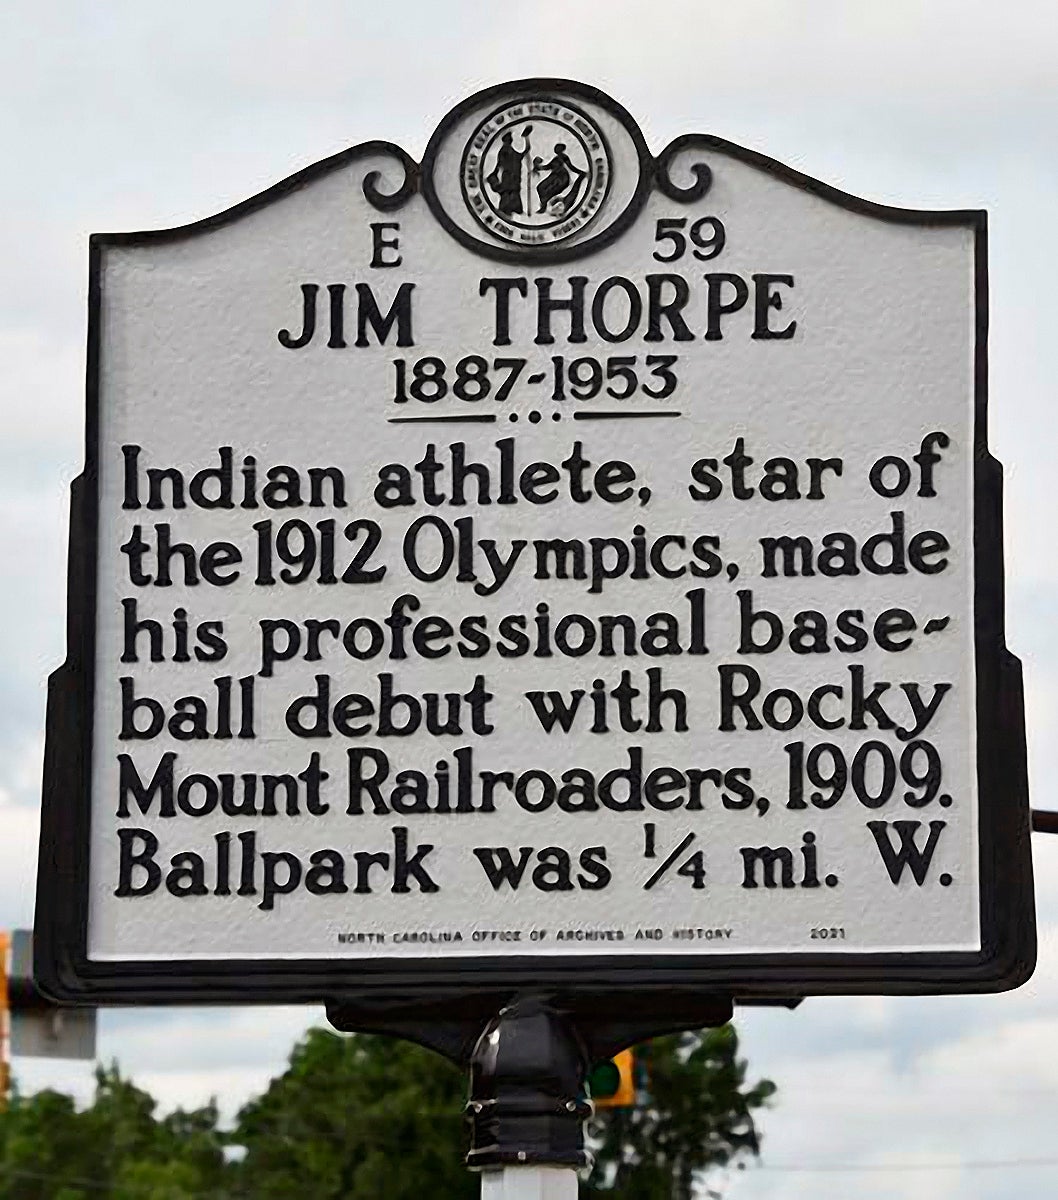 E 59
JIM THORPE
1887-1953
Indian athlete, star of
the 1912 Olympics, made
his professional base-
ball debut with Rocky
Mount Railroaders, 1909.
Ballpark was 1/4 mi. W.
NORTH CAROLINA OFFICE OF ARCHIVES AND HISTORY 2021